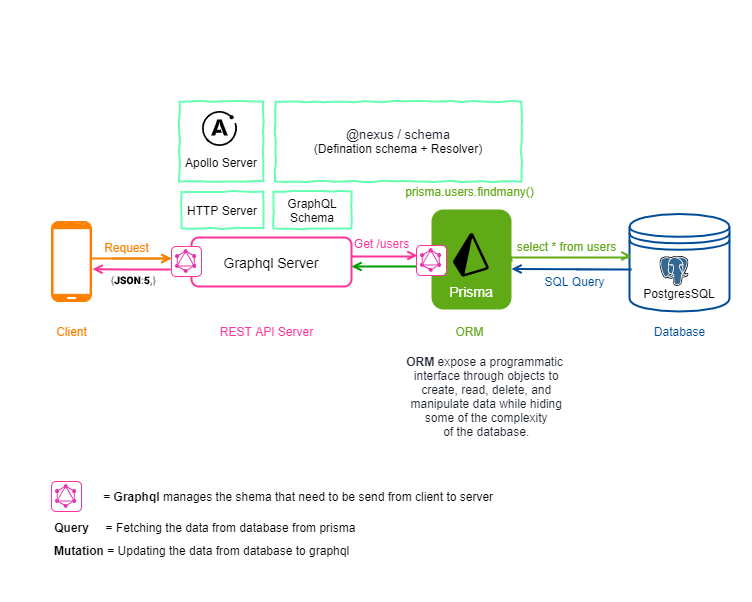 Apollo Server
@nexus / schema
(Defination schema + Resolver)
prisma.users.findmany()
HTTP Server
GraphQL
Schema
Request
{JSON:5,}
Graphql Server
Get /users
Prisma
select * from users
SQL Query
PostgresSQL
Client
REST API Server
ORM
Database
ORM expose a programmatic
interface through objects to
create, read, delete, and
manipulate data while hiding
some of the complexity
of the database.
= Graphql manages the shema that need to be send from client to server
Query = Fetching the data from database from prisma
Mutation = Updating the data from database to graphql